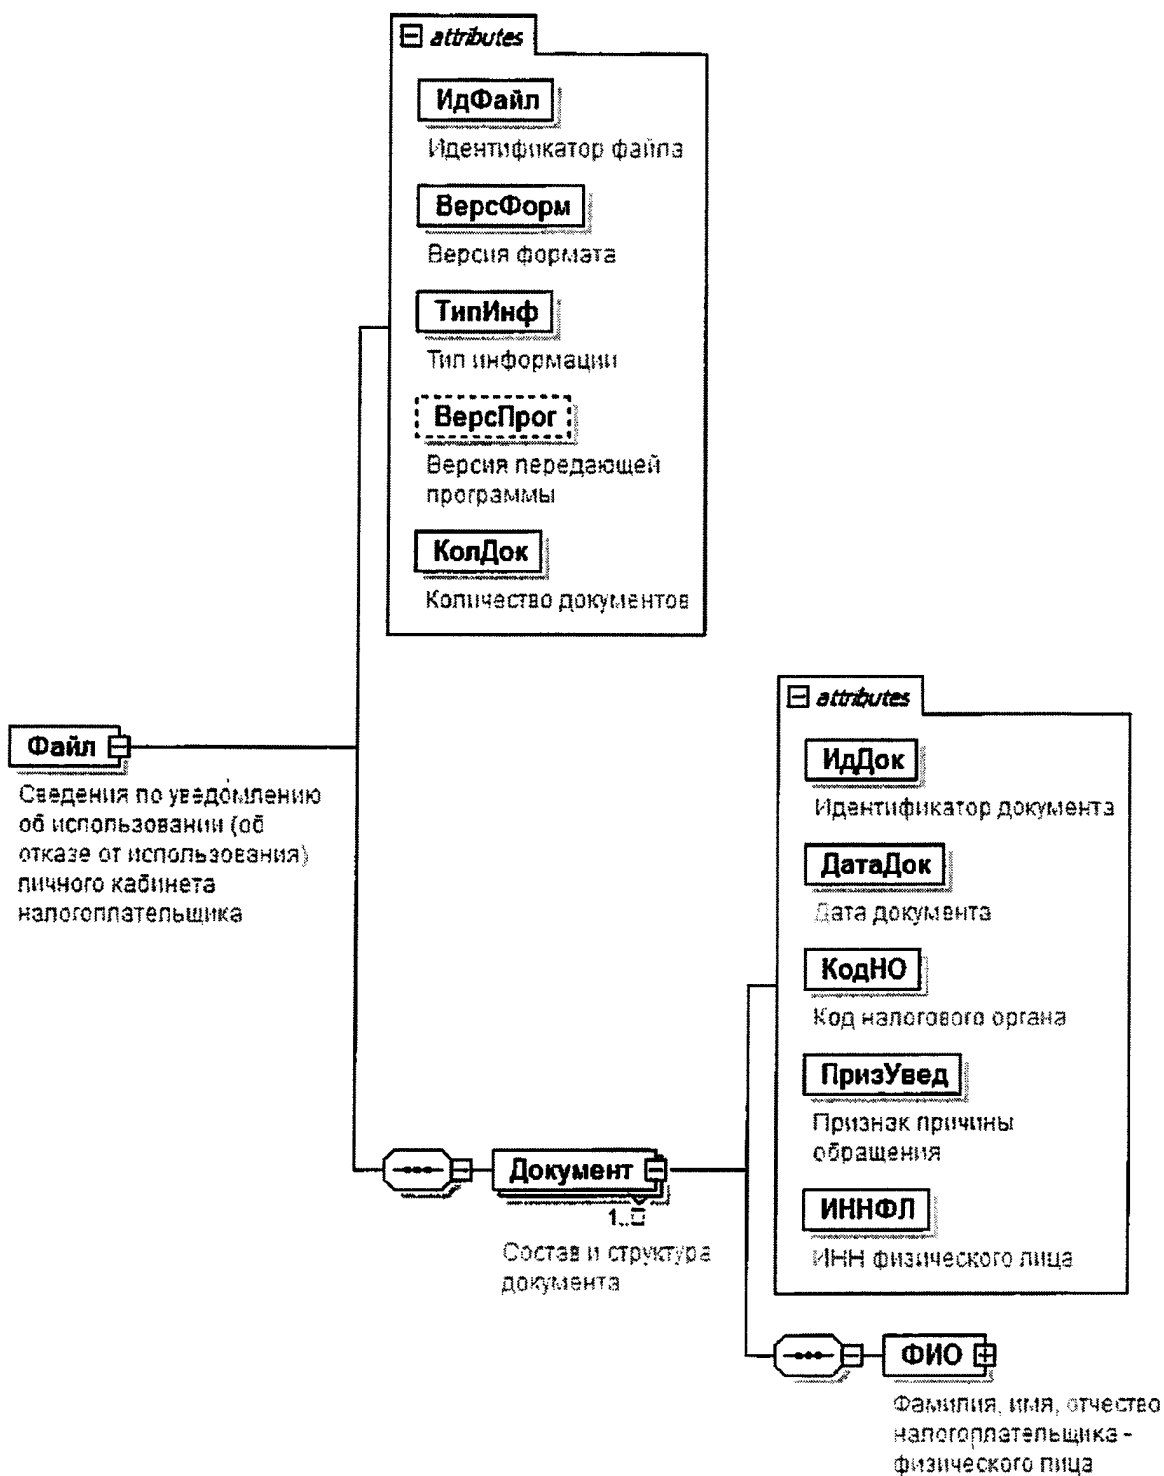 attributes
ИдФайл
Идентификатор файла
ВерсФорм
Версия формата
ТипИнф
Тип информации
ВерсПрог
Версия передающей
программы
КолДок
Количество документов
Файл
Сведения по уведомлению
об использовании (об
отказе от использования)
личного кабинета
налогоплательщика
attributes
ИдДок
Идентификатор документа
ДатаДок
Дата документа
КодНО
Код налогового органа
ПризУвед
Признак причины
обращения
ИННФЛ
ИНН физического лица
Документ
1..
Состав и структура
документа
ФИО
Фамилия, имя, отчество
налогоплательщика -
физического лица